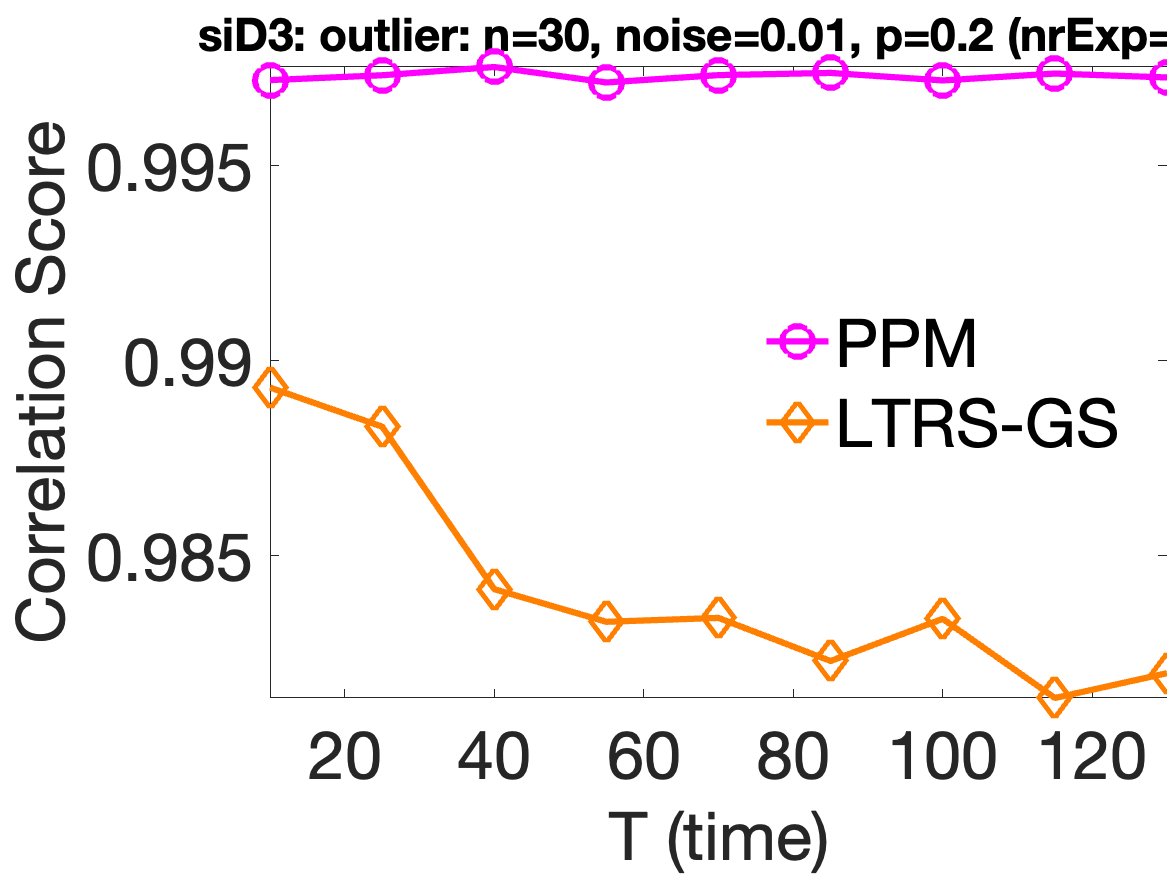 siD3: outlier: n=30, noise=0.01, p=0.2 (nrExp=
Correlation Score
0.995
0.99
0.985
PPM
LTRS-GS
20 40 60 80 100 120
T (time)